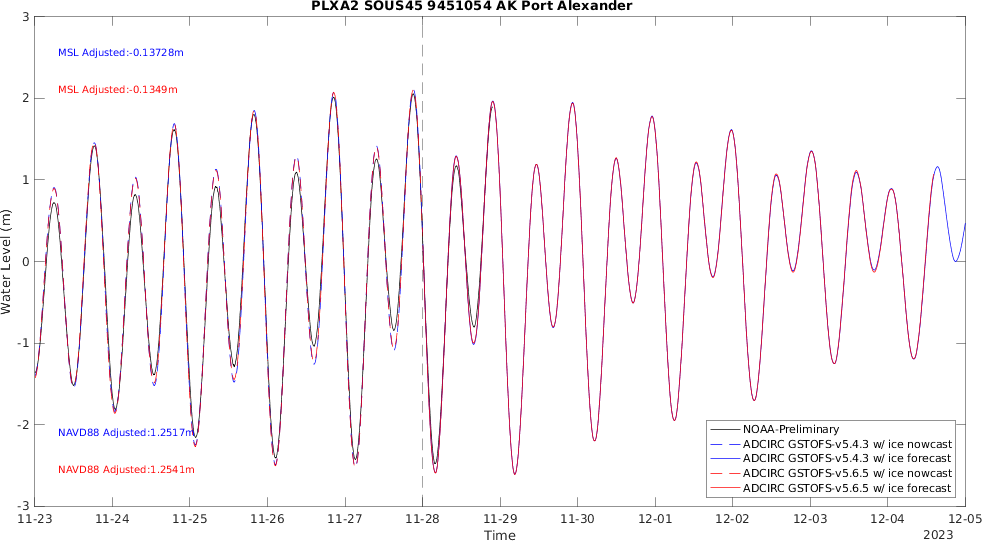 PLXA2 SOUS45 9451054 AK Port Alexander
3
MSL Adjusted:-0.13728m
2
MSL Adjusted:-0.1349m
1
Water Level (m)
0
-1
-2
NAVD88 Adjusted:1.2517m
NAVD88 Adjusted:1.2541m
NOAA-Preliminary
ADCIRC GSTOFS-v5.4.3 w/ ice nowcast
ADCIRC GSTOFS-v5.4.3 w/ ice forecast
ADCIRC GSTOFS-v5.6.5 w/ ice nowcast
ADCIRC GSTOFS-v5.6.5 w/ ice forecast
-3
11-23 11-24 11-25 11-26 11-27 11-28 11-29 11-30 12-01 12-02 12-03 12-04 12-05
Time
2023